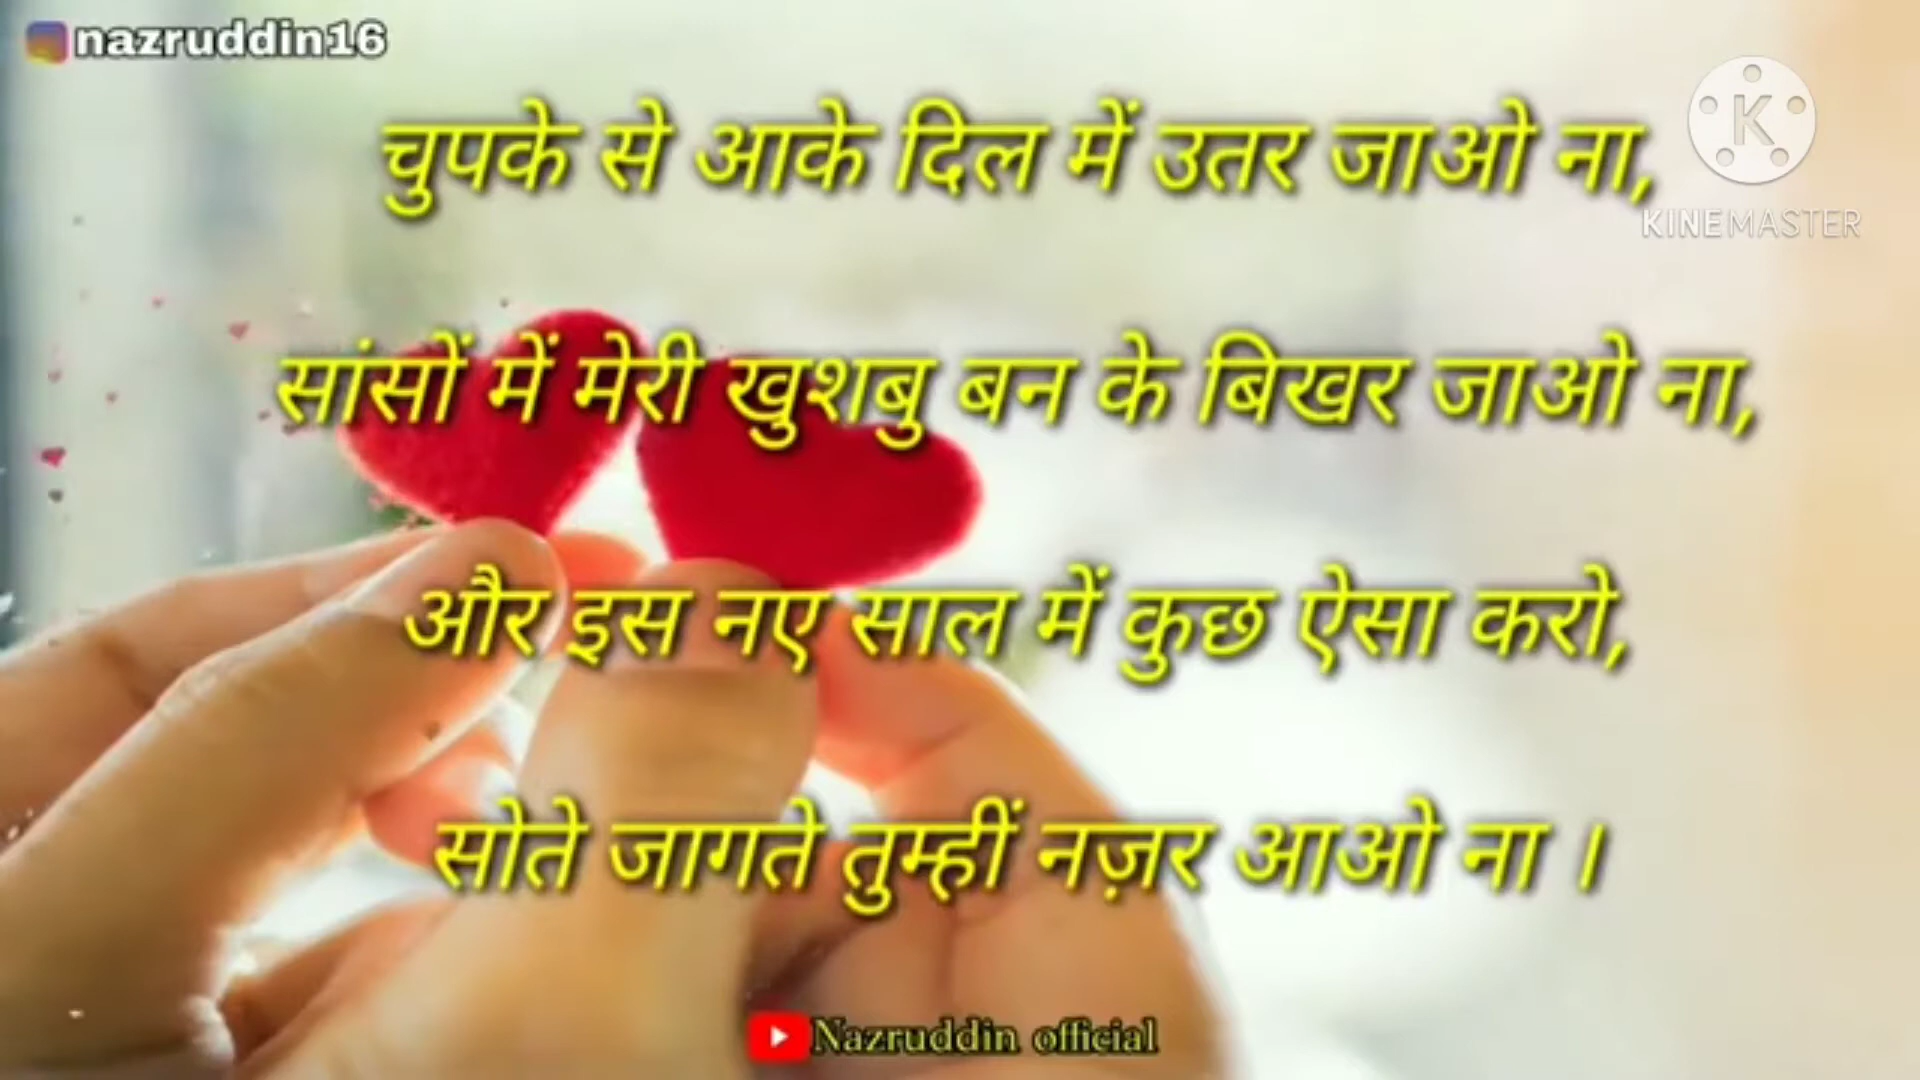 nazruddin16
चुपके से आके दिल में उतर जाओ ना,
K
KINEMASTER
सांसों में मेरी खुशबु बन के बिखर जाओ ना,
और इस नए साल में कुछ ऐसा करो,
सोते जागते तुम्हीं नज़र आओ ना ।
Nazruddin official